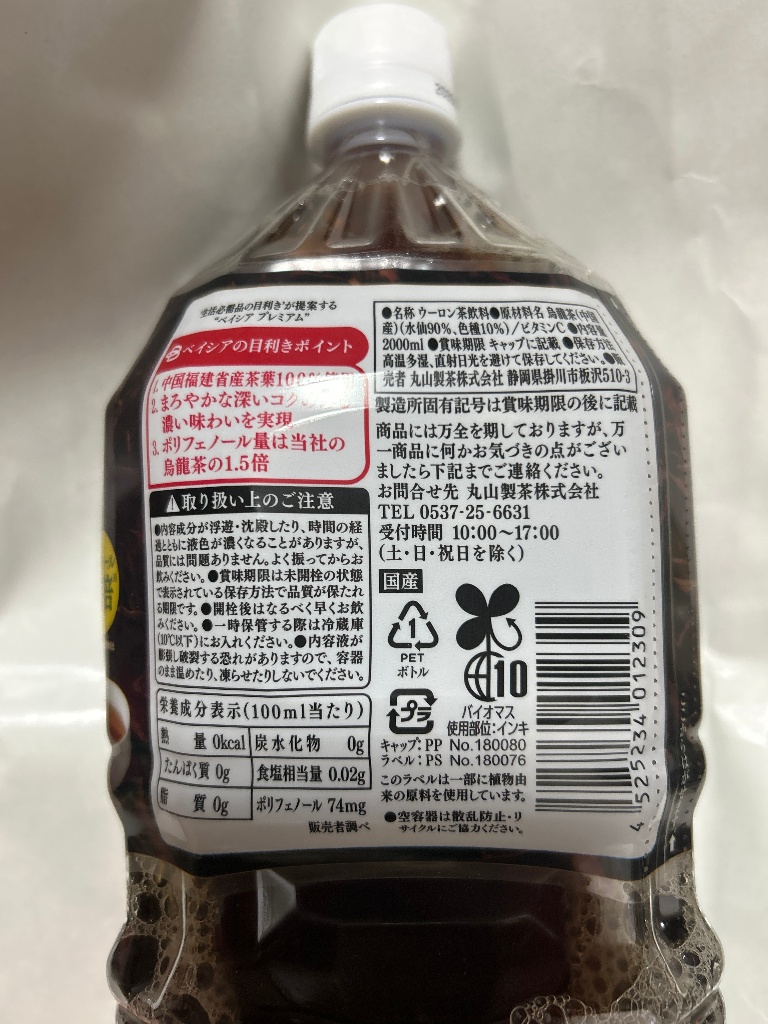 生活必需品の目利きが提案する
"ベイシア プレミアム"
ベイシアの目利きポイント
1. 中国福建省産茶葉100%
2. まろやかな深いコク
濃い味わいを実現
3. ポリフェノール量は当社の
烏龍茶の1.5倍
取り扱い上のご注意
●内容成分が浮遊・沈殿したり、時間の経
過とともに液色が濃くなることがありますが、
品質には問題ありません。よく振ってからお
飲みください。●賞味期限は未開栓の状態
で表示されている保存方法で品質が保たれ
る期限です。●開栓後はなるべく早くお飲
みください。●一時保管する際は冷蔵庫
(10℃以下)にお入れください。●内容液が
膨張し破裂する恐れがありますので、容器
のまま温めたり、凍らせたりしないでください。
栄養成分表示(100ml当たり)
熱量 0kcal 炭水化物 0g
たんぱく質 0g 食塩相当量 0.02g
脂質 0g ポリフェノール 74mg
販売者調べ
●名称 ウーロン茶飲料●原材料名 烏龍茶(中国
産)(水仙90%、色種10%)/ビタミンC ●内容量
2000ml ●賞味期限 キャップに記載 ●保存方法
高温多湿、直射日光を避けて保存してください。●販
売者 丸山製茶株式会社 静岡県掛川市板沢510-3
製造所固有記号は賞味期限の後に記載
商品には万全を期しておりますが、万
一商品に何かお気づきの点がござい
ましたら下記までご連絡ください。
お問合せ先 丸山製茶株式会社
TEL 0537-25-6631
受付時間 10:00〜17:00
(土・日・祝日を除く)
国産
1
PET
ボトル
プラ
キャップ:PP
ラベル:PS
10
バイオマス
使用部位:インキ
No.180080
No.180076
このラベルは一部に植物由
来の原料を使用しています。
●空容器は散乱防止・リ
サイクルにご協力ください。
4 525234 012309